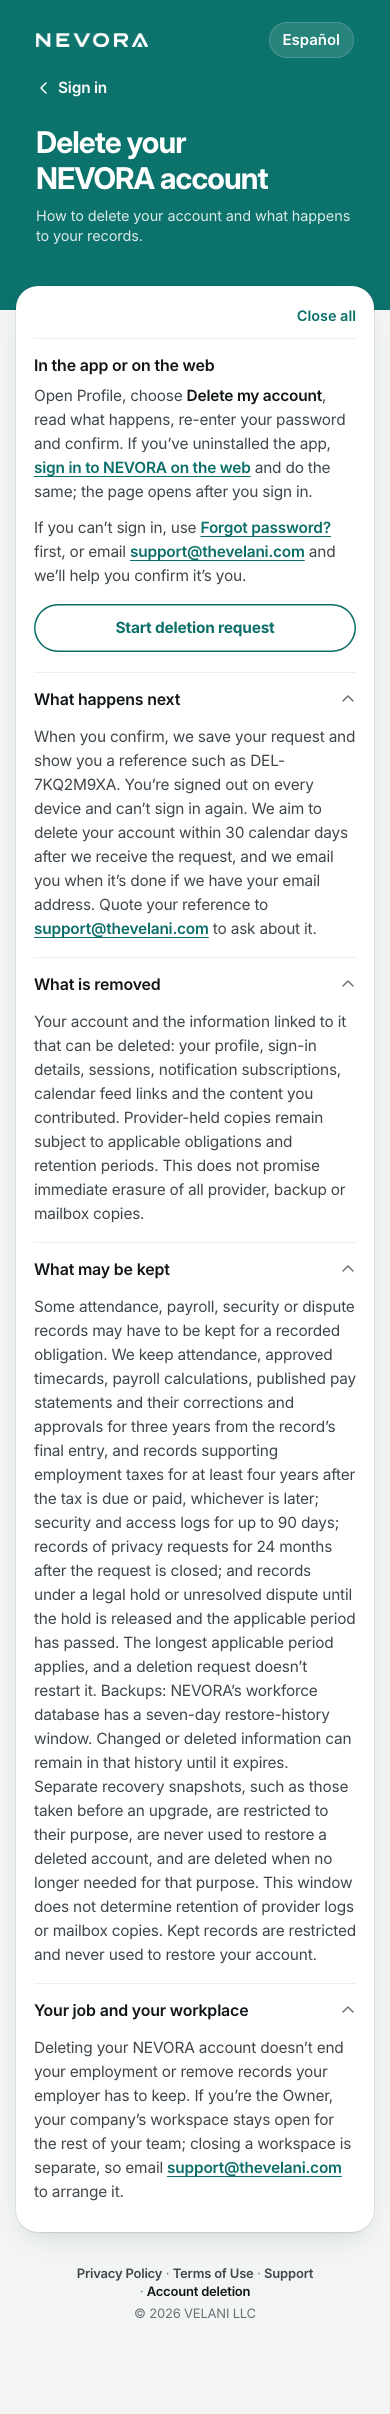 NEVORA
Español
Sign in
Delete your
NEVORA account
How to delete your account and what happens
to your records.
Close all
In the app or on the web
Open Profile, choose Delete my account,
read what happens, re-enter your password
and confirm. If you’ve uninstalled the app,
sign in to NEVORA on the web and do the
same; the page opens after you sign in.
If you can’t sign in, use Forgot password?
first, or email support@thevelani.com and
we’ll help you confirm it’s you.
Start deletion request
What happens next
When you confirm, we save your request and
show you a reference such as DEL-
7KQ2M9XA. You’re signed out on every
device and can’t sign in again. We aim to
delete your account within 30 calendar days
after we receive the request, and we email
you when it’s done if we have your email
address. Quote your reference to
support@thevelani.com to ask about it.
What is removed
Your account and the information linked to it
that can be deleted: your profile, sign-in
details, sessions, notification subscriptions,
calendar feed links and the content you
contributed. Provider-held copies remain
subject to applicable obligations and
retention periods. This does not promise
immediate erasure of all provider, backup or
mailbox copies.
What may be kept
Some attendance, payroll, security or dispute
records may have to be kept for a recorded
obligation. We keep attendance, approved
timecards, payroll calculations, published pay
statements and their corrections and
approvals for three years from the record’s
final entry, and records supporting
employment taxes for at least four years after
the tax is due or paid, whichever is later;
security and access logs for up to 90 days;
records of privacy requests for 24 months
after the request is closed; and records
under a legal hold or unresolved dispute until
the hold is released and the applicable period
has passed. The longest applicable period
applies, and a deletion request doesn’t
restart it. Backups: NEVORA’s workforce
database has a seven-day restore-history
window. Changed or deleted information can
remain in that history until it expires.
Separate recovery snapshots, such as those
taken before an upgrade, are restricted to
their purpose, are never used to restore a
deleted account, and are deleted when no
longer needed for that purpose. This window
does not determine retention of provider logs
or mailbox copies. Kept records are restricted
and never used to restore your account.
Your job and your workplace
Deleting your NEVORA account doesn’t end
your employment or remove records your
employer has to keep. If you’re the Owner,
your company’s workspace stays open for
the rest of your team; closing a workspace is
separate, so email support@thevelani.com
to arrange it.
Privacy Policy · Terms of Use · Support
· Account deletion
© 2026 VELANI LLC